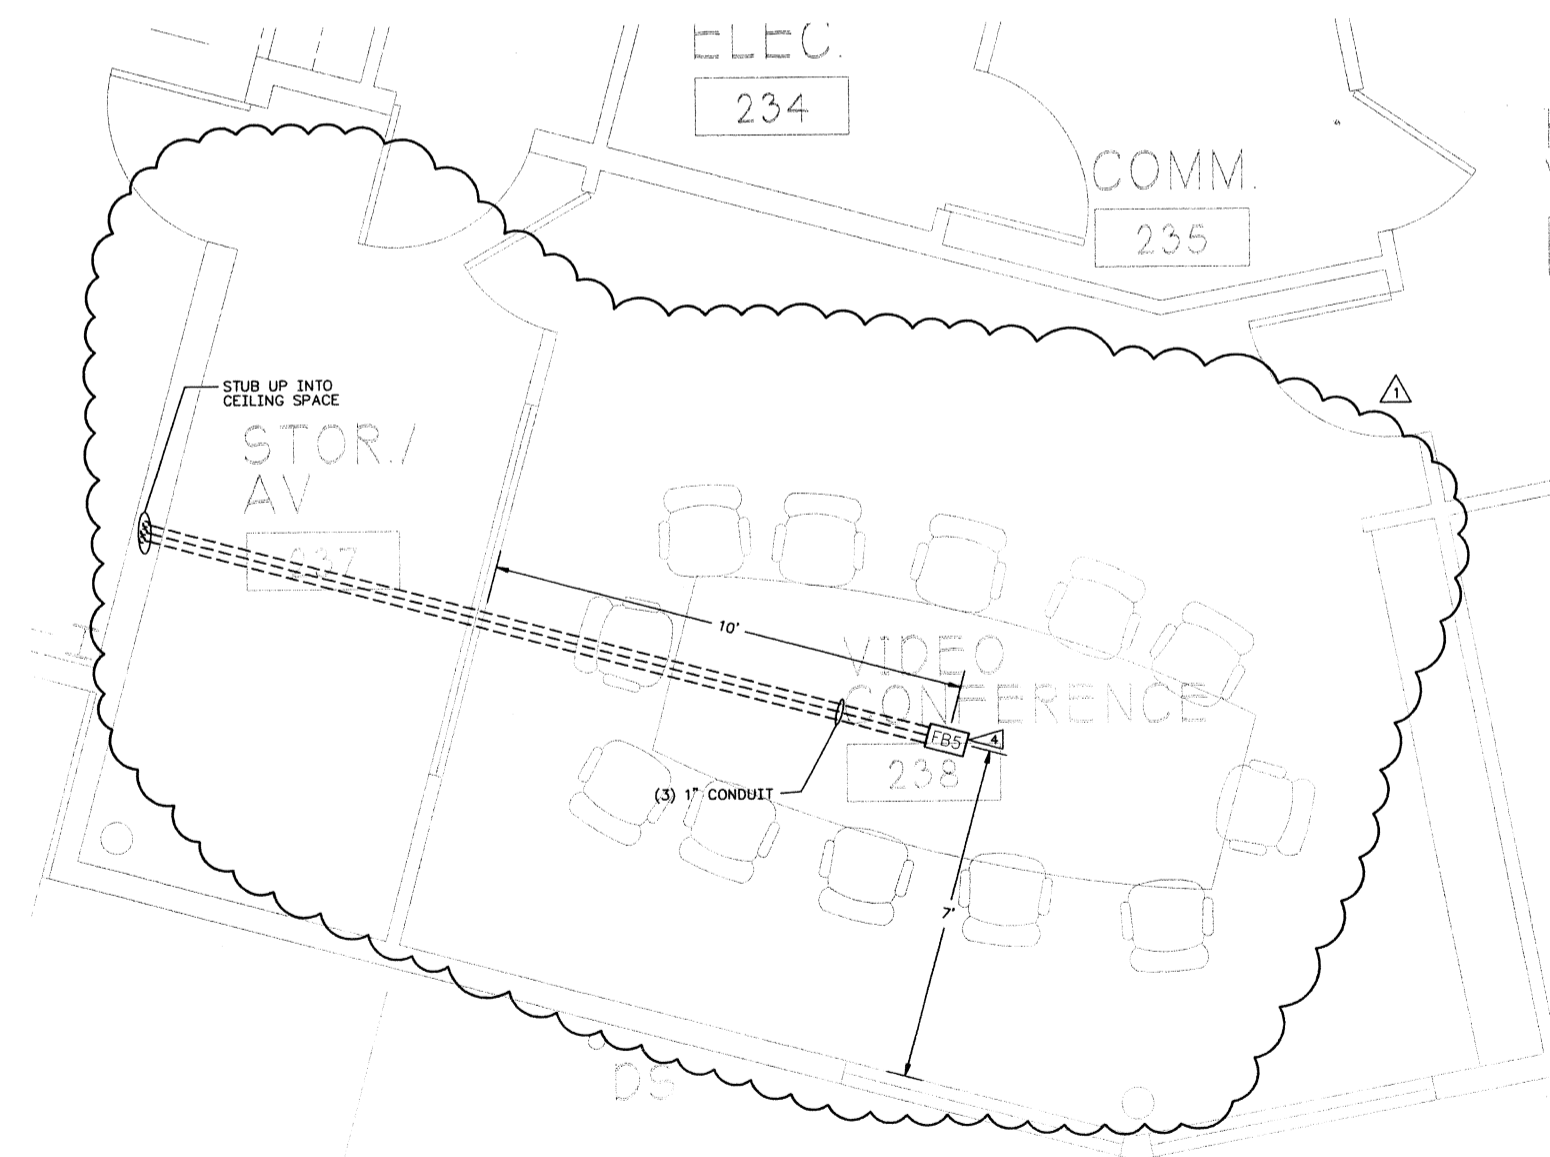 ELEC.
234
COMM.
235
1
STUB UP INTO
CEILING SPACE
STOR./
AV
237
10'
VIDEO
CONFERENCE
FB5
4
238
(3) 1" CONDUIT
7'
DS